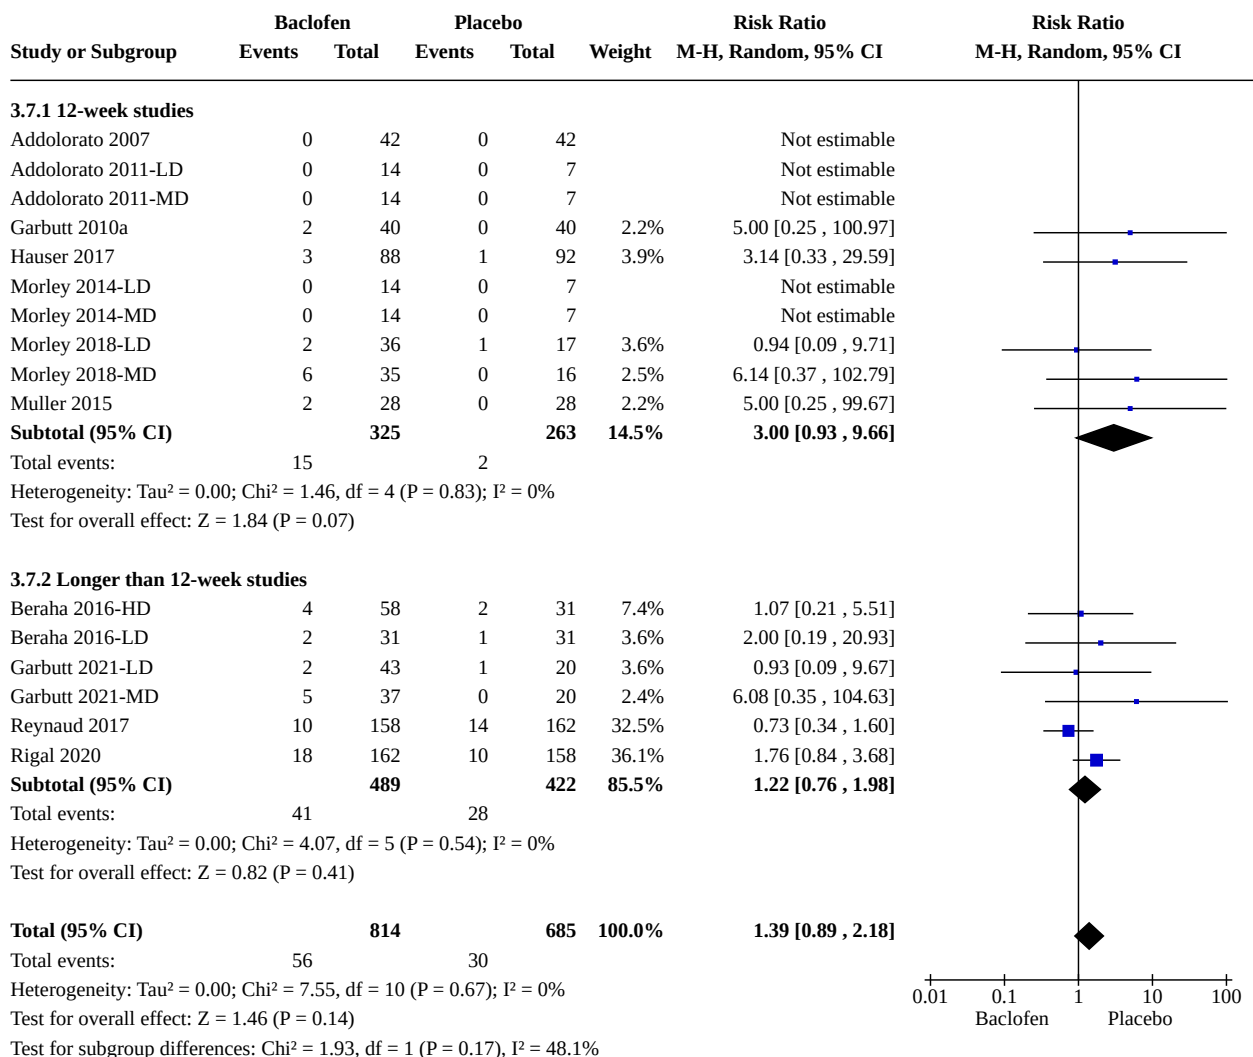 Baclofen Placebo Risk Ratio Risk Ratio
Study or Subgroup Events Total Events Total Weight M-H, Random, 95% CI M-H, Random, 95% CI
3.7.1 12-week studies
Addolorato 2007 0 42 0 42 Not estimable
Addolorato 2011-LD 0 14 0 7 Not estimable
Addolorato 2011-MD 0 14 0 7 Not estimable
Garbutt 2010a 2 40 0 40 2.2% 5.00 [0.25 , 100.97]
Hauser 2017 3 88 1 92 3.9% 3.14 [0.33 , 29.59]
Morley 2014-LD 0 14 0 7 Not estimable
Morley 2014-MD 0 14 0 7 Not estimable
Morley 2018-LD 2 36 1 17 3.6% 0.94 [0.09 , 9.71]
Morley 2018-MD 6 35 0 16 2.5% 6.14 [0.37 , 102.79]
Muller 2015 2 28 0 28 2.2% 5.00 [0.25 , 99.67]
Subtotal (95% CI) 325 263 14.5% 3.00 [0.93 , 9.66]
Total events: 15 2
Heterogeneity: Tau² = 0.00; Chi² = 1.46, df = 4 (P = 0.83); I² = 0%
Test for overall effect: Z = 1.84 (P = 0.07)
3.7.2 Longer than 12-week studies
Beraha 2016-HD 4 58 2 31 7.4% 1.07 [0.21 , 5.51]
Beraha 2016-LD 2 31 1 31 3.6% 2.00 [0.19 , 20.93]
Garbutt 2021-LD 2 43 1 20 3.6% 0.93 [0.09 , 9.67]
Garbutt 2021-MD 5 37 0 20 2.4% 6.08 [0.35 , 104.63]
Reynaud 2017 10 158 14 162 32.5% 0.73 [0.34 , 1.60]
Rigal 2020 18 162 10 158 36.1% 1.76 [0.84 , 3.68]
Subtotal (95% CI) 489 422 85.5% 1.22 [0.76 , 1.98]
Total events: 41 28
Heterogeneity: Tau² = 0.00; Chi² = 4.07, df = 5 (P = 0.54); I² = 0%
Test for overall effect: Z = 0.82 (P = 0.41)
Total (95% CI) 814 685 100.0% 1.39 [0.89 , 2.18]
Total events: 56 30
Heterogeneity: Tau² = 0.00; Chi² = 7.55, df = 10 (P = 0.67); I² = 0%
0.01 0.1 1 10 100
Test for overall effect: Z = 1.46 (P = 0.14) Baclofen Placebo
Test for subgroup differences: Chi² = 1.93, df = 1 (P = 0.17), I² = 48.1%